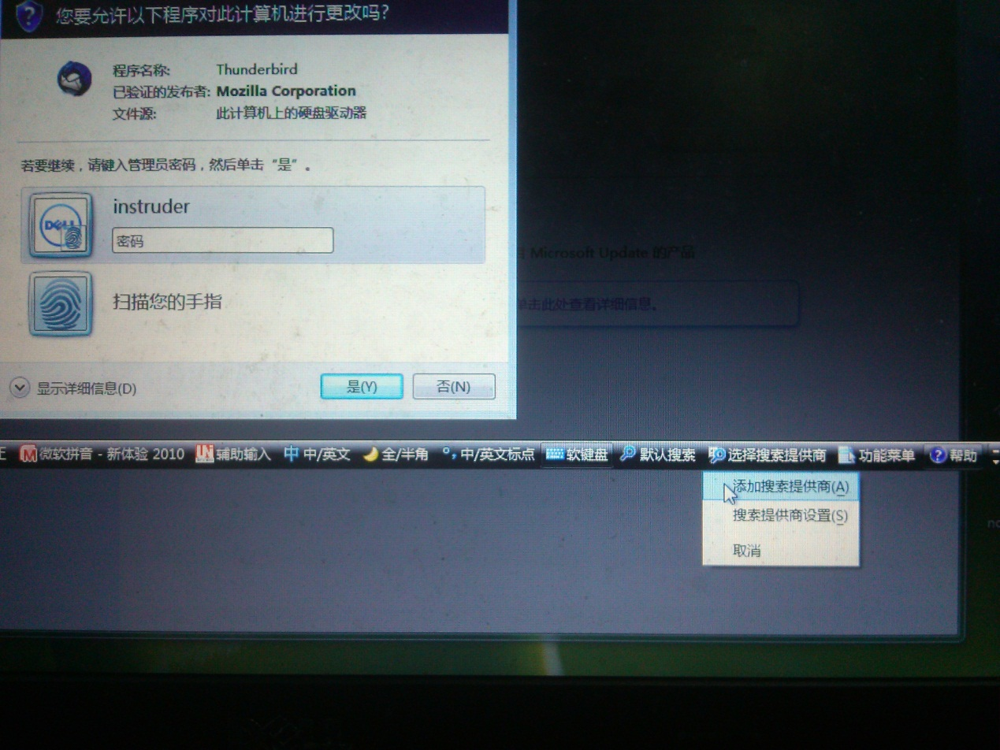 您要允许以下程序对此计算机进行更改吗?
程序名称: Thunderbird
已验证的发布者: Mozilla Corporation
文件源: 此计算机上的硬盘驱动器
若要继续，请键入管理员密码，然后单击“是”。
instruder
DELL
密码
扫描您的手指
显示详细信息(D)
是(Y)
否(N)
Microsoft Update 的产品
单击此处查看详细信息。
微软拼音 - 新体验 2010 辅助输入 中 中/英文 全/半角 中/英文标点 软键盘 默认搜索 选择搜索提供商 功能菜单 帮助
添加搜索提供商(A)
搜索提供商设置(S)
取消